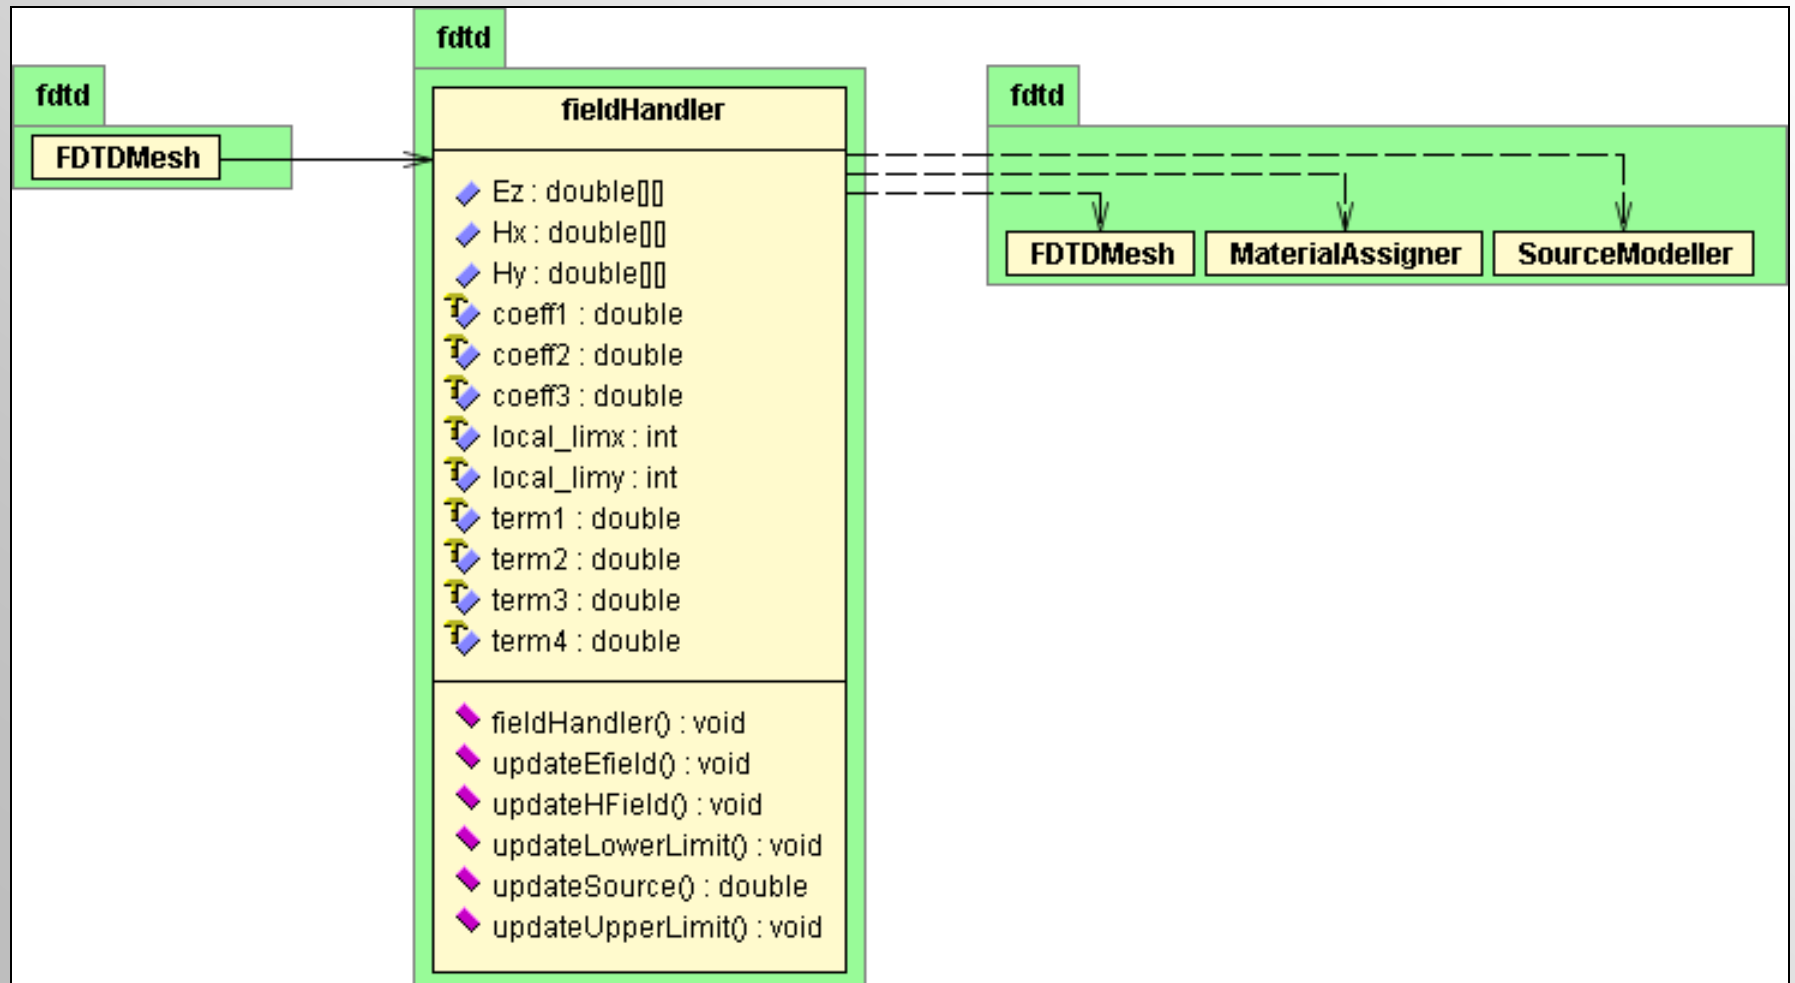 fdtd
FDTDMesh
fdtd
fieldHandler
Ez : double[][]
Hx : double[][]
Hy : double[][]
coeff1 : double
coeff2 : double
coeff3 : double
local_limx : int
local_limy : int
term1 : double
term2 : double
term3 : double
term4 : double
fieldHandler() : void
updateEfield() : void
updateHField() : void
updateLowerLimit() : void
updateSource() : double
updateUpperLimit() : void
fdtd
FDTDMesh
MaterialAssigner
SourceModeller